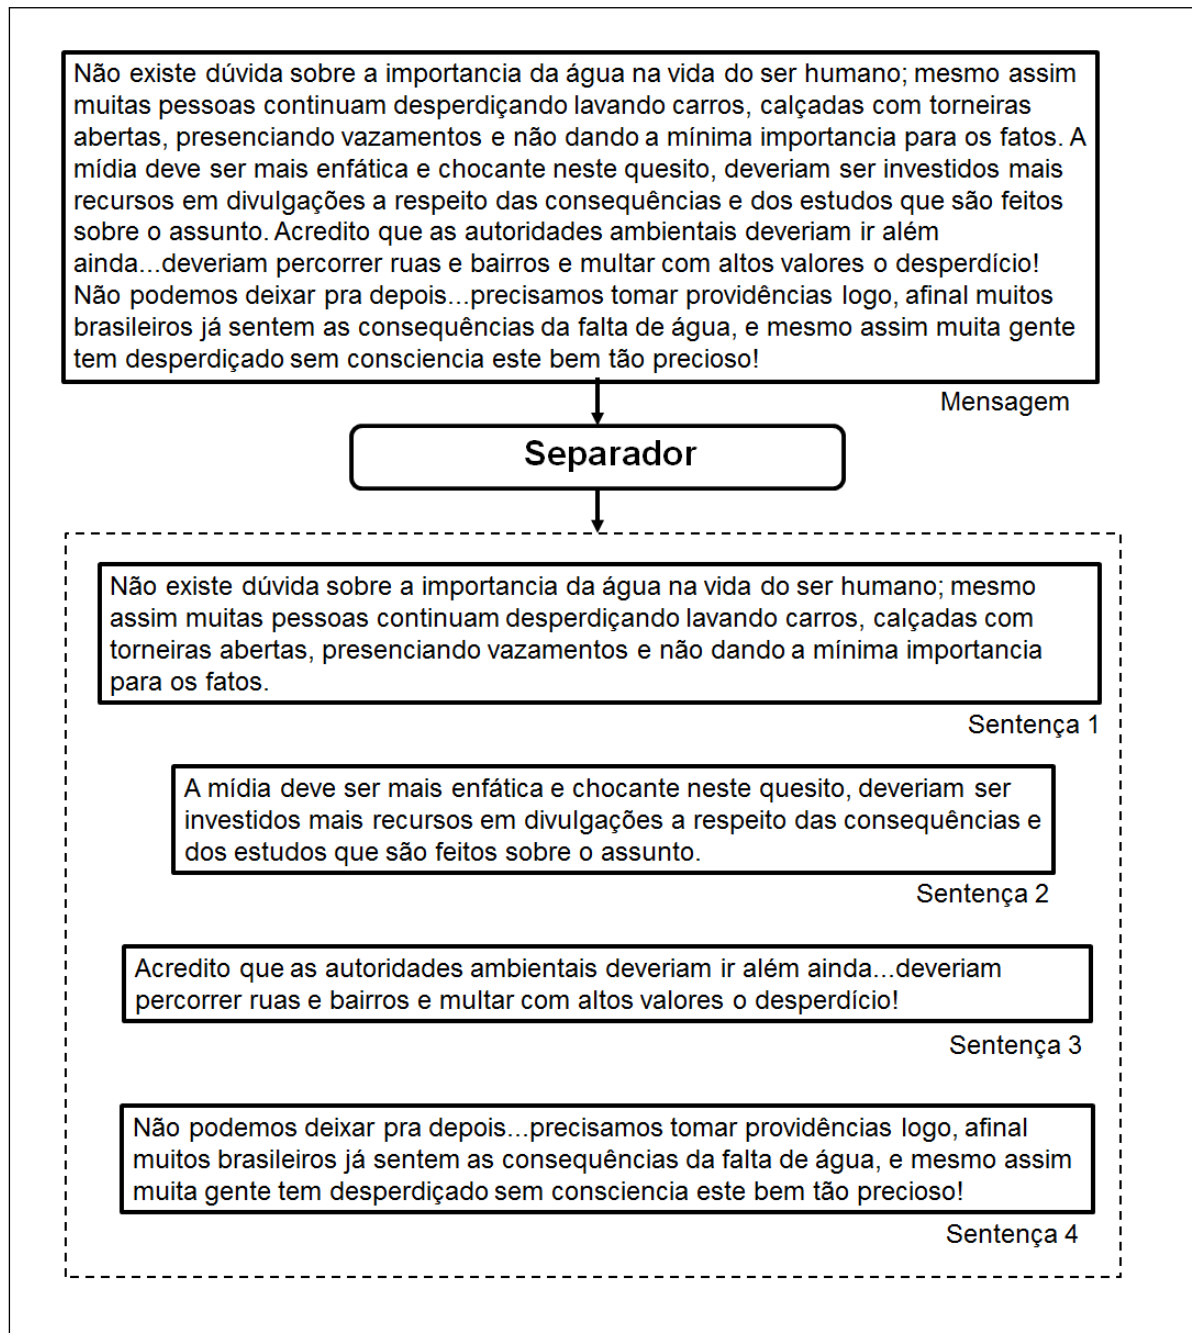 Não existe dúvida sobre a importancia da água na vida do ser humano; mesmo assim
muitas pessoas continuam desperdiçando lavando carros, calçadas com torneiras
abertas, presenciando vazamentos e não dando a mínima importancia para os fatos. A
mídia deve ser mais enfática e chocante neste quesito, deveriam ser investidos mais
recursos em divulgações a respeito das consequências e dos estudos que são feitos
sobre o assunto. Acredito que as autoridades ambientais deveriam ir além
ainda...deveriam percorrer ruas e bairros e multar com altos valores o desperdício!
Não podemos deixar pra depois...precisamos tomar providências logo, afinal muitos
brasileiros já sentem as consequências da falta de água, e mesmo assim muita gente
tem desperdiçado sem consciencia este bem tão precioso!
Mensagem
Separador
Não existe dúvida sobre a importancia da água na vida do ser humano; mesmo
assim muitas pessoas continuam desperdiçando lavando carros, calçadas com
torneiras abertas, presenciando vazamentos e não dando a mínima importancia
para os fatos.
Sentença 1
A mídia deve ser mais enfática e chocante neste quesito, deveriam ser
investidos mais recursos em divulgações a respeito das consequências e
dos estudos que são feitos sobre o assunto.
Sentença 2
Acredito que as autoridades ambientais deveriam ir além ainda...deveriam
percorrer ruas e bairros e multar com altos valores o desperdício!
Sentença 3
Não podemos deixar pra depois...precisamos tomar providências logo, afinal
muitos brasileiros já sentem as consequências da falta de água, e mesmo assim
muita gente tem desperdiçado sem consciencia este bem tão precioso!
Sentença 4